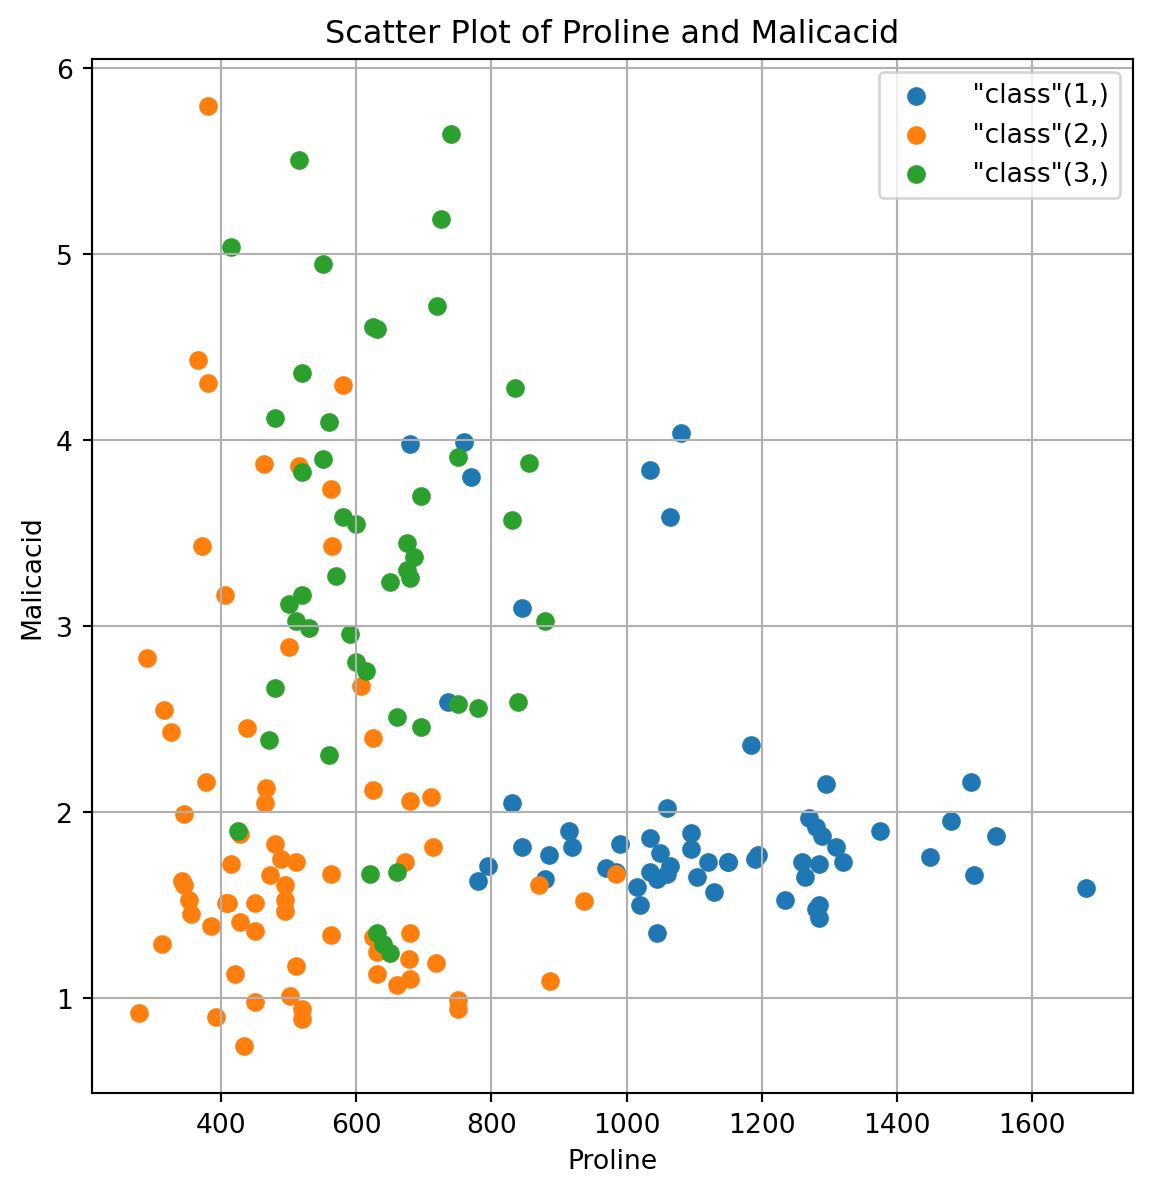 Scatter Plot of Proline and Malicacid
"class"(1,)
"class"(2,)
"class"(3,)
6
5
4
3
2
1
Malicacid
400 600 800 1000 1200 1400 1600
Proline